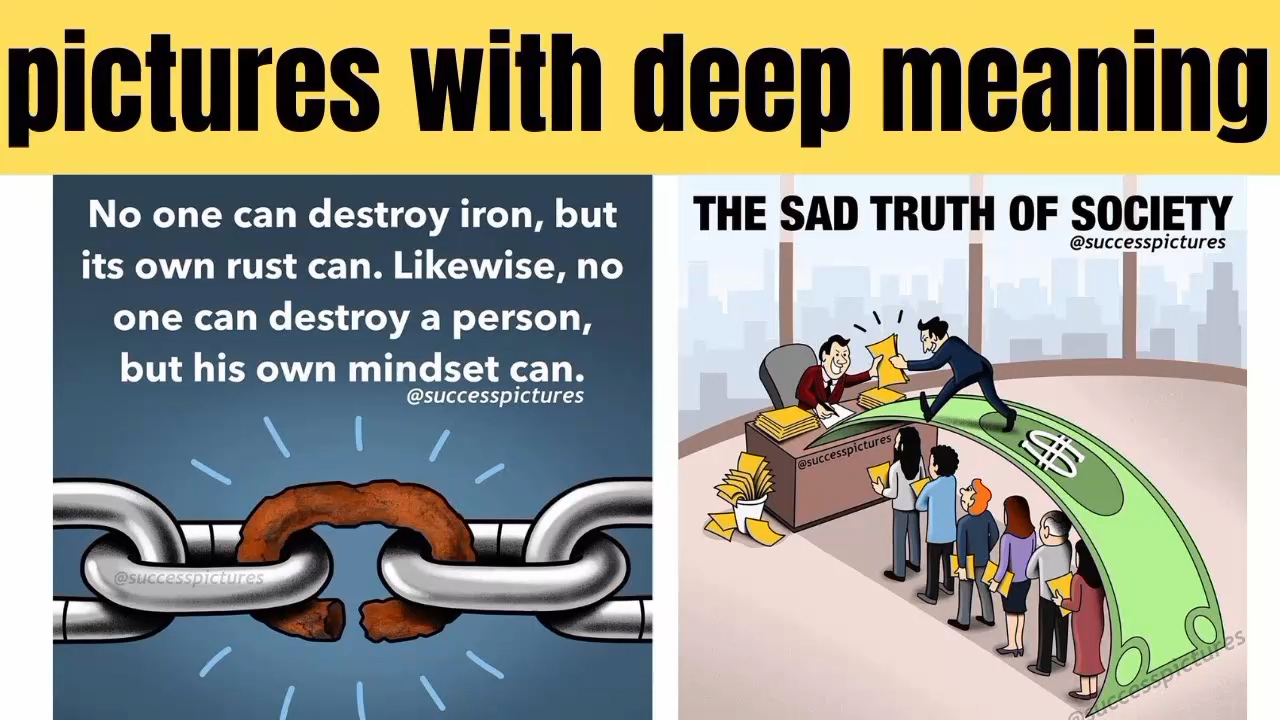 pictures with deep meaning
No one can destroy iron, but
its own rust can. Likewise, no
one can destroy a person,
but his own mindset can.
@successpictures
@successpictures
THE SAD TRUTH OF SOCIETY
@successpictures
@successpictures
$
@successpictures